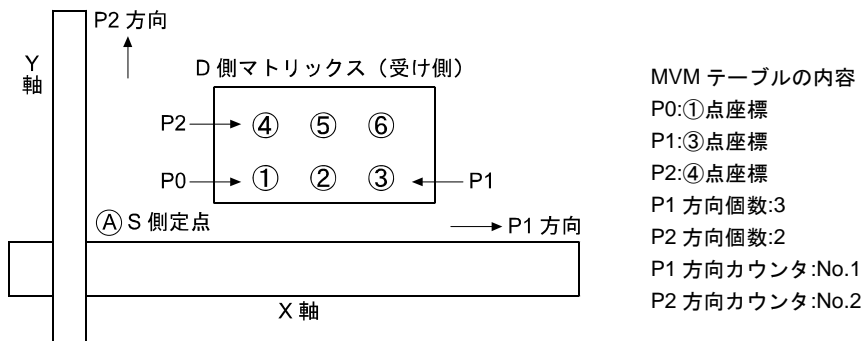 P2 方向
Y
軸
D 側マトリックス（受け側）
P2
④ ⑤ ⑥
P0
① ② ③
P1
Ⓐ S 側定点
P1 方向
X 軸
MVM テーブルの内容
P0:①点座標
P1:③点座標
P2:④点座標
P1 方向個数:3
P2 方向個数:2
P1 方向カウンタ:No.1
P2 方向カウンタ:No.2